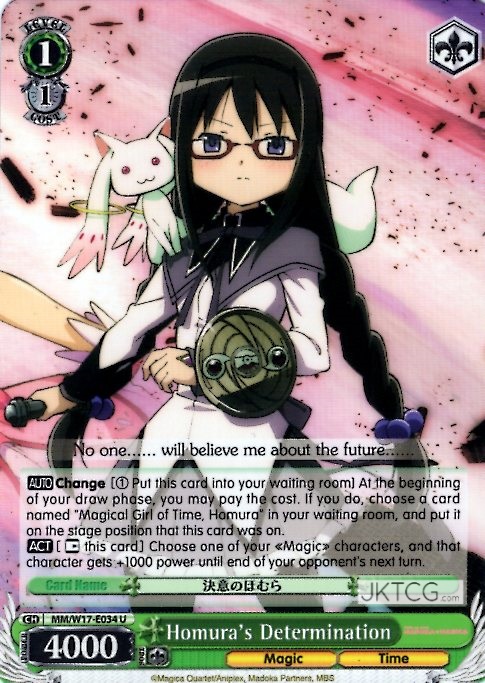 LEVEL
1
1
COST
No one...... will believe me about the future......
AUTO Change [① Put this card into your waiting room] At the beginning
of your draw phase, you may pay the cost. If you do, choose a card
named "Magical Girl of Time, Homura" in your waiting room, and put it
on the stage position that this card was on.
ACT [ this card] Choose one of your «Magic» characters, and that
character gets +1000 power until end of your opponent's next turn.
Card Name 決意のほむら
JKTCG.com
CH MM/W17-E034 U
POWER 4000 Homura's Determination
SOUL
Magic Time
©Magica Quartet/Aniplex, Madoka Partners, MBS